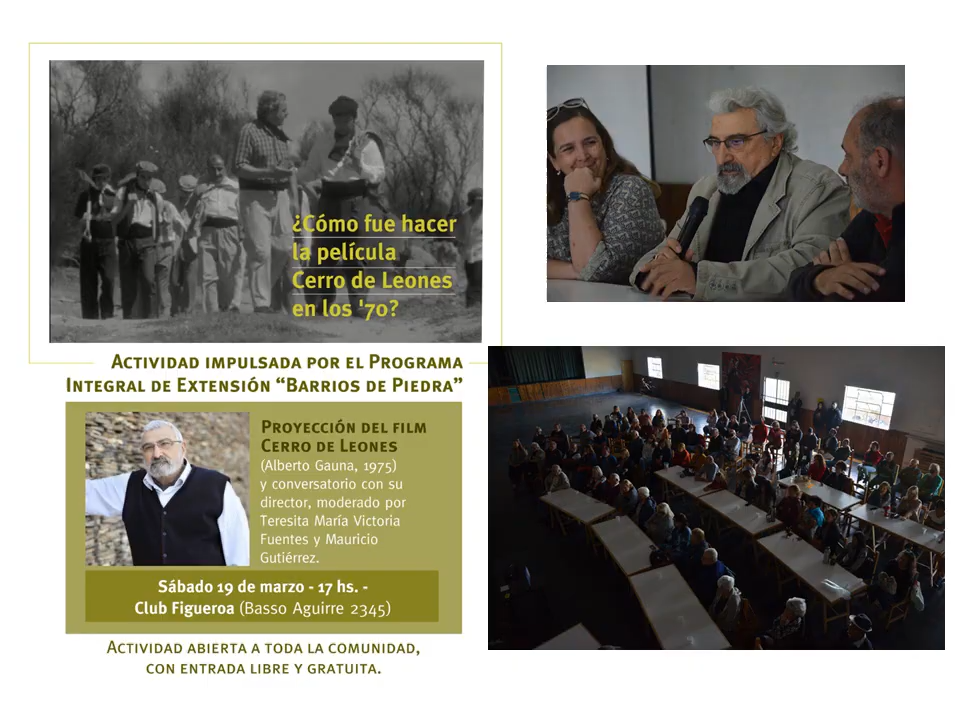 ¿Cómo fue hacer
la película
Cerro de Leones
en los '70?
Actividad impulsada por el Programa
Integral de Extensión “Barrios de Piedra”
Proyección del film
Cerro de Leones
(Alberto Gauna, 1975)
y conversatorio con su
director, moderado por
Teresita María Victoria
Fuentes y Mauricio
Gutiérrez.
Sábado 19 de marzo - 17 hs. -
Club Figueroa (Basso Aguirre 2345)
Actividad abierta a toda la comunidad,
con entrada libre y gratuita.